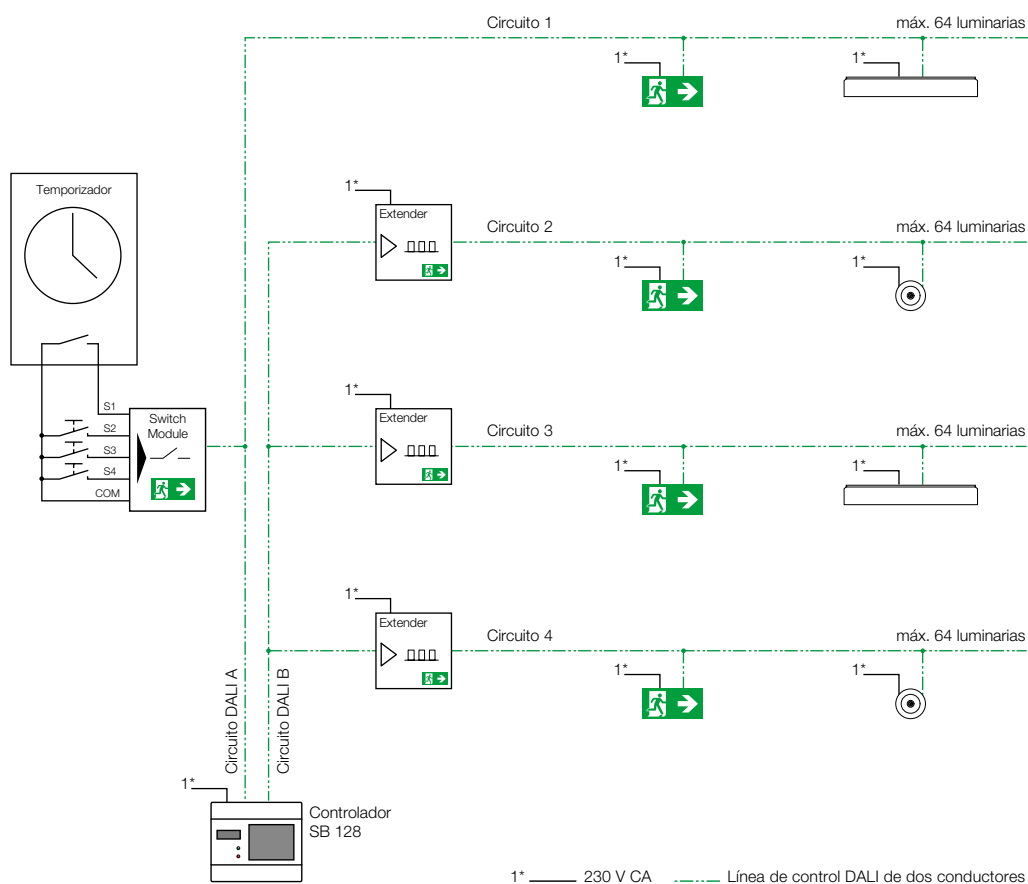 Circuito 1
máx. 64 luminarias
1*
1*
Temporizador
1*
Extender
Circuito 2
máx. 64 luminarias
1*
1*
S1
S2
S3
S4
COM
Switch
Module
1*
Extender
Circuito 3
máx. 64 luminarias
1*
1*
1*
Extender
Circuito 4
máx. 64 luminarias
1*
1*
Circuito DALI A
Circuito DALI B
1*
Controlador
SB 128
1* 230 V CA
Línea de control DALI de dos conductores